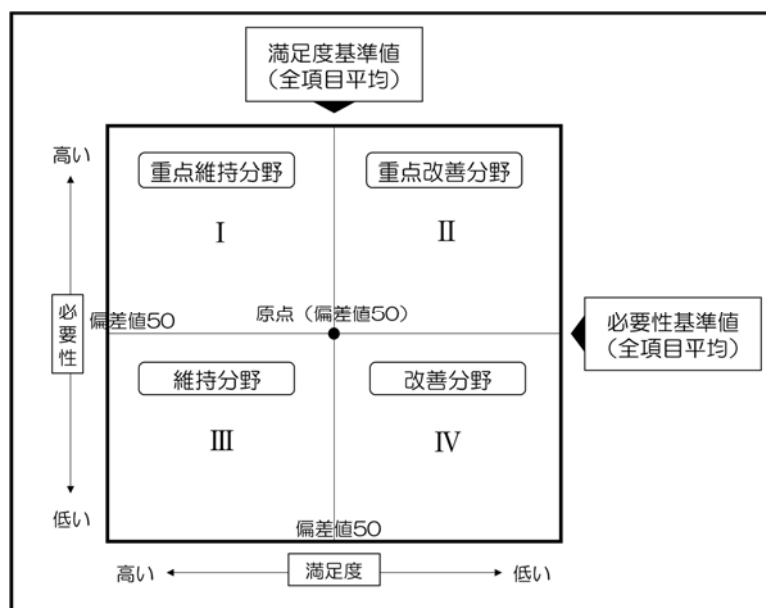 満足度基準値
（全項目平均）
高い
重点維持分野
重点改善分野
Ⅰ
Ⅱ
必要性
偏差値50
原点（偏差値50）
必要性基準値
（全項目平均）
維持分野
改善分野
Ⅲ
Ⅳ
低い
偏差値50
高い
満足度
低い